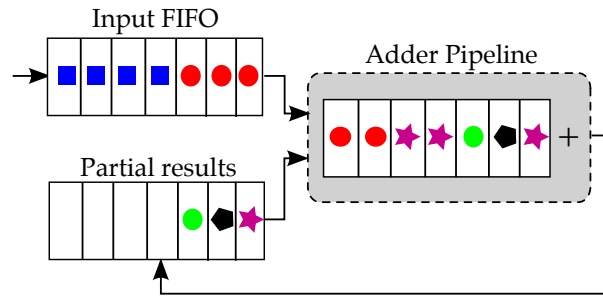 Input FIFO
Adder Pipeline
+
Partial results